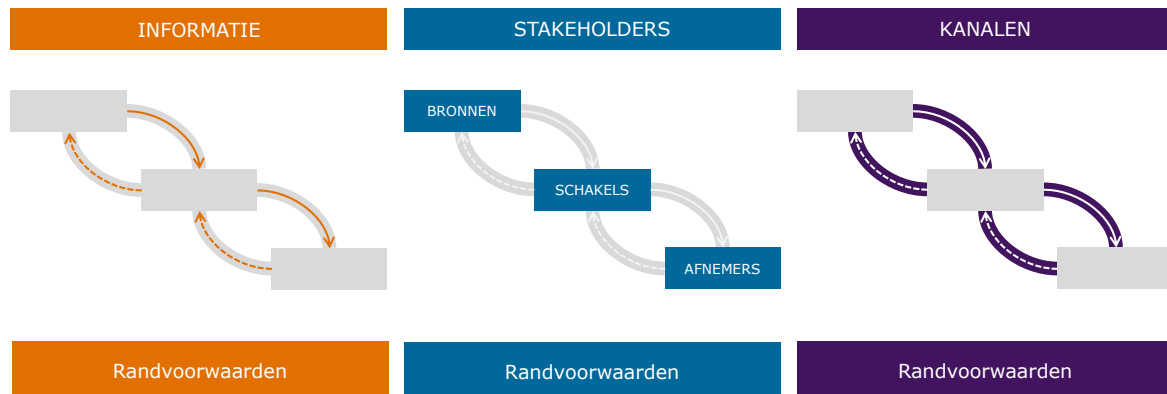 INFORMATIE
STAKEHOLDERS
KANALEN
BRONNEN
SCHAKELS
AFNEMERS
Randvoorwaarden
Randvoorwaarden
Randvoorwaarden